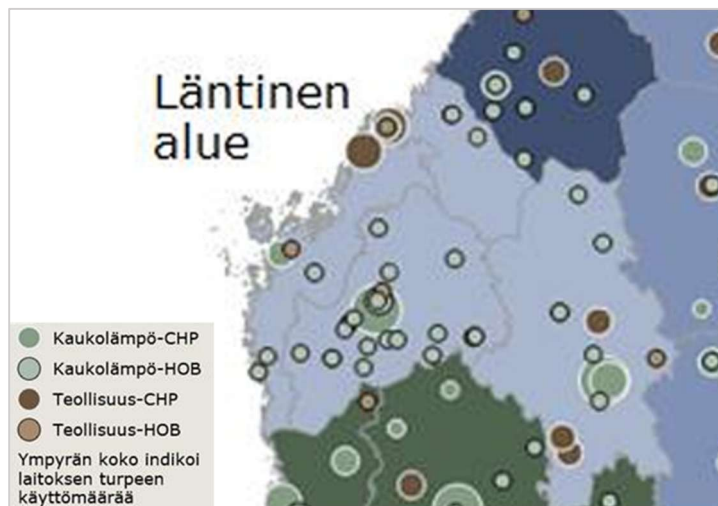 Läntinen
alue
Kaukolämpö-CHP
Kaukolämpö-HOB
Teollisuus-CHP
Teollisuus-HOB
Ympyrän koko indikoi
laitoksen turpeen
käyttömäärää